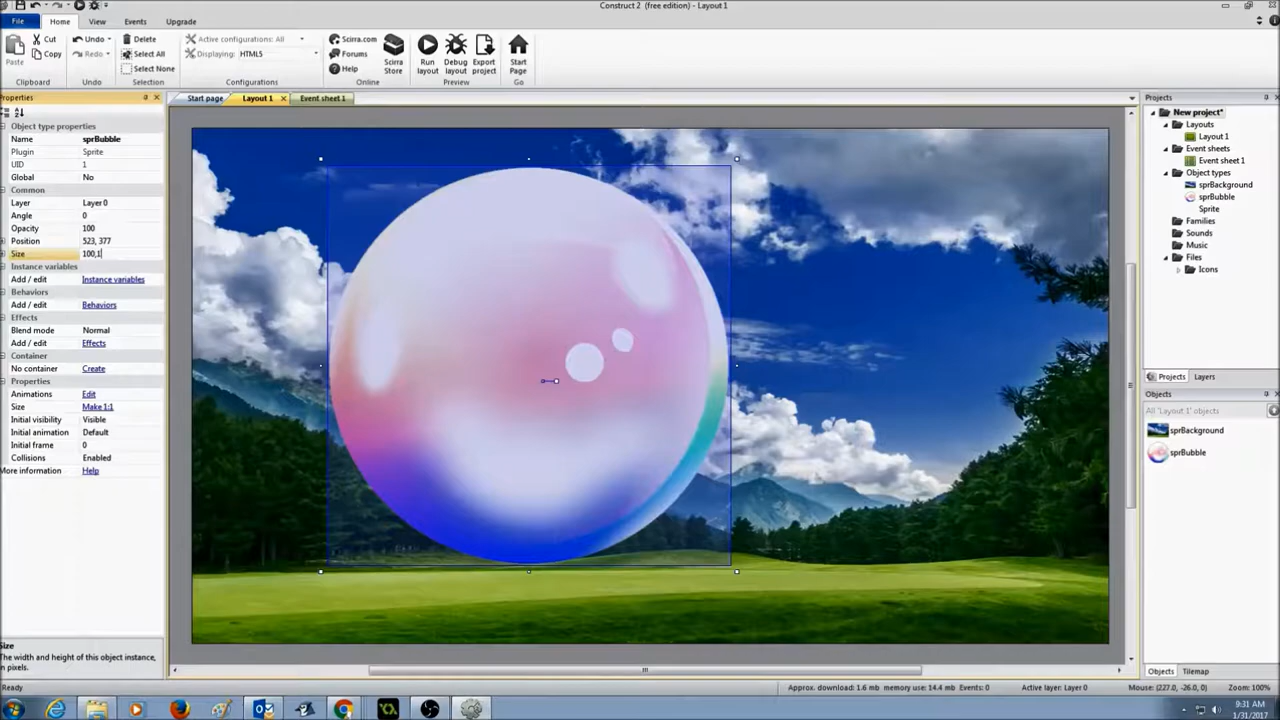 Construct 2 (free edition) - Layout 1
File Home View Events Upgrade
Paste
Cut
Copy
Clipboard
Undo
Redo
Undo
Delete
Select All
Select None
Selection
Active configurations: All
Displaying: HTML5
Configurations
Scirra.com
Forums
Help
Scirra Store
Online
Run layout
Debug layout
Export project
Preview
Start Page
Go
Properties
Start page Layout 1 Event sheet 1
Object type properties
Name sprBubble
Plugin Sprite
UID 1
Global No
Common
Layer Layer 0
Angle 0
Opacity 100
Position 523, 377
Size 100,1
Instance variables
Add / edit Instance variables
Behaviors
Add / edit Behaviors
Effects
Blend mode Normal
Add / edit Effects
Container
No container Create
Properties
Animations Edit
Size Make 1:1
Initial visibility Visible
Initial animation Default
Initial frame 0
Collisions Enabled
More information Help
Size
The width and height of this object instance, in pixels.
Projects
New project*
Layouts
Layout 1
Event sheets
Event sheet 1
Object types
sprBackground
sprBubble
Sprite
Families
Sounds
Music
Files
Icons
Projects Layers
Objects
All 'Layout 1' objects
sprBackground
sprBubble
Objects Tilemap
Ready Approx. download: 1.6 mb memory use: 14.4 mb Events: 0 Active layer: Layer 0 Mouse: (227.0, -26.0, 0) Zoom: 100%
9:31 AM
1/31/2017